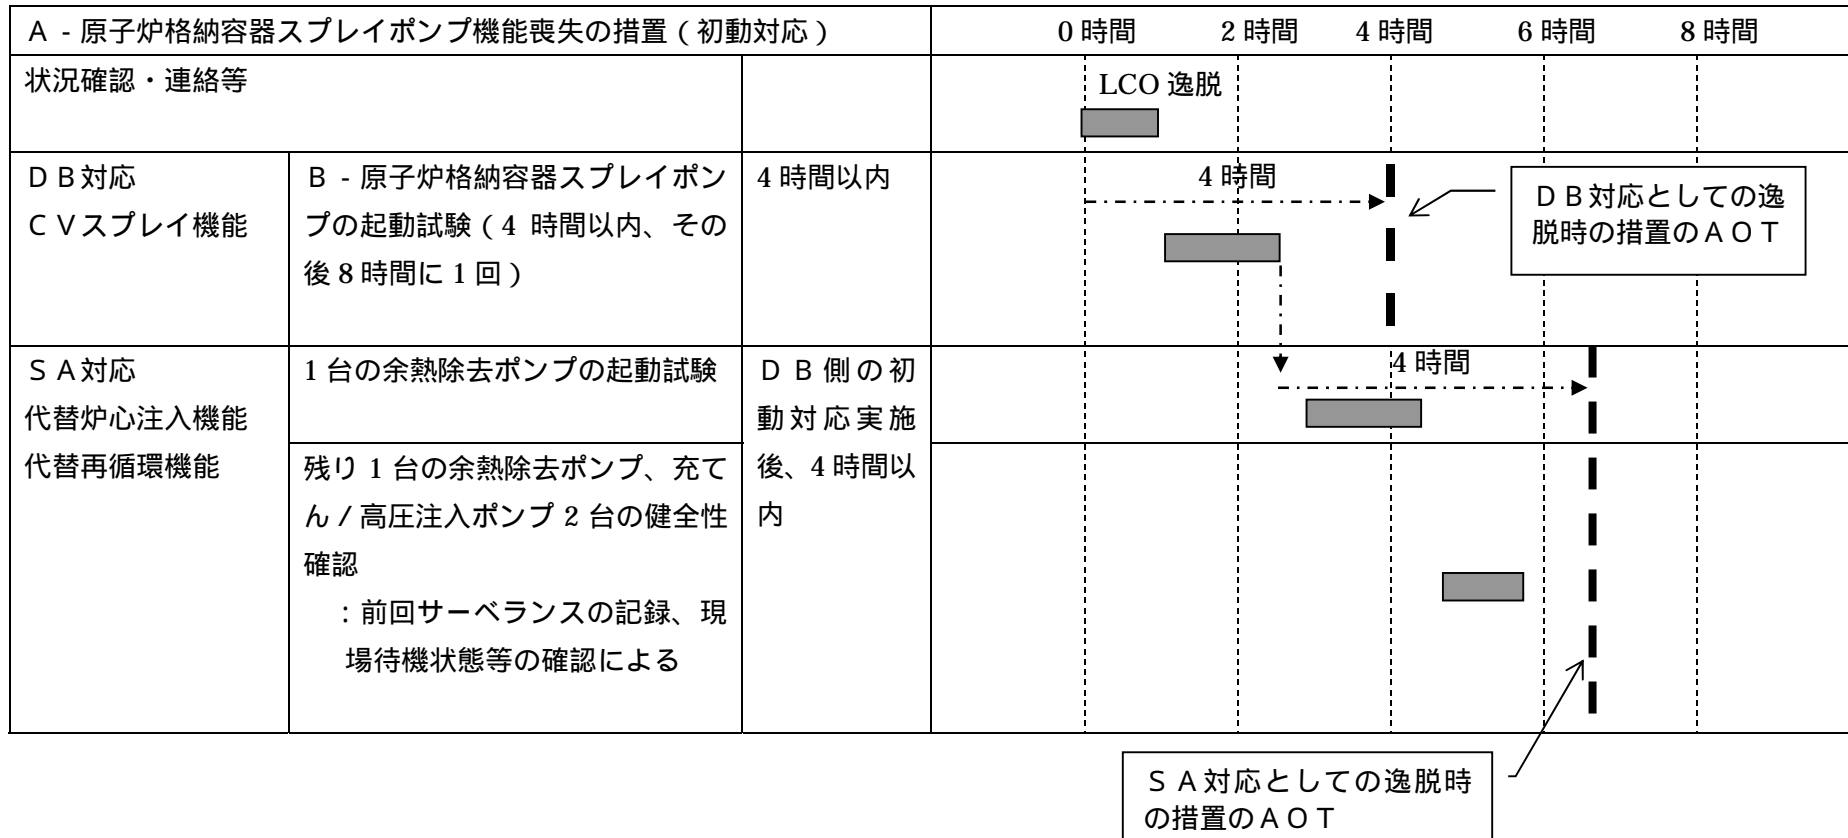 Ａ‐原子炉格納容器スプレイポンプ機能喪失の措置（初動対応）
0 時間 2 時間 4 時間 6 時間 8 時間
状況確認・連絡等
LCO 逸脱
ＤＢ対応
ＣＶスプレイ機能
Ｂ‐原子炉格納容器スプレイポン
プの起動試験（4 時間以内、その
後 8 時間に 1 回）
4 時間以内
4 時間
ＤＢ対応としての逸
脱時の措置のＡＯＴ
ＳＡ対応
代替炉心注入機能
代替再循環機能
1 台の余熱除去ポンプの起動試験
ＤＢ側の初
動対応実施
後、4 時間以
内
4 時間
残り 1 台の余熱除去ポンプ、充て
ん／高圧注入ポンプ 2 台の健全性
確認
：前回サーベランスの記録、現
場待機状態等の確認による
ＳＡ対応としての逸脱時
の措置のＡＯＴ